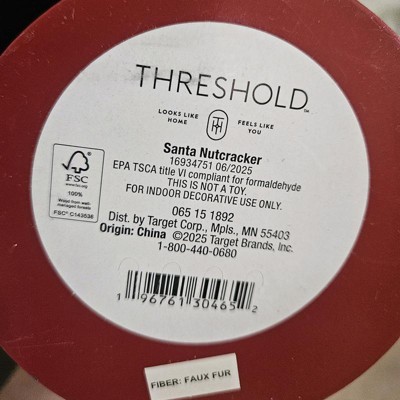 THRESHOLD™
LOOKS LIKE HOME
TH
FEELS LIKE YOU
Santa Nutcracker
16934751 06/2025
EPA TSCA title VI compliant for formaldehyde
THIS IS NOT A TOY.
FOR INDOOR DECORATIVE USE ONLY.
065 15 1892
Dist. by Target Corp., Mpls., MN 55403
Origin: China ©2025 Target Brands, Inc.
1-800-440-0680
FSC
www.fsc.org
100%
Wood from well-
managed forests
FSC® C143538
1 96761 30465 2
FIBER: FAUX FUR